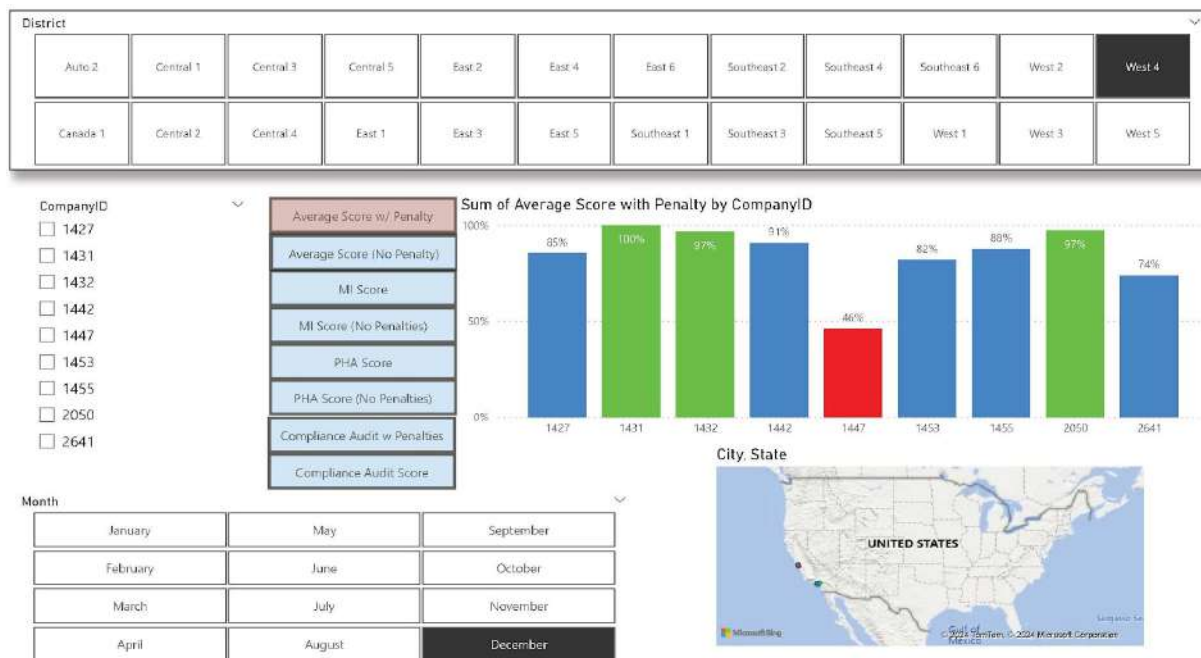 District
Auto 2 Central 1 Central 3 Central 5 East 2 East 4 East 6 Southeast 2 Southeast 4 Southeast 6 West 2 West 4
Canada 1 Central 2 Central 4 East 1 East 3 East 5 Southeast 1 Southeast 3 Southeast 5 West 1 West 3 West 5
CompanyID
1427
1431
1432
1442
1447
1453
1455
2050
2641
Average Score w/ Penalty
Average Score (No Penalty)
MI Score
MI Score (No Penalties)
PHA Score
PHA Score (No Penalties)
Compliance Audit w Penalties
Compliance Audit Score
Sum of Average Score with Penalty by CompanyID
100%
50%
0%
85% 100% 97% 91% 46% 82% 88% 97% 74%
1427 1431 1432 1442 1447 1453 1455 2050 2641
Month
January May September
February June October
March July November
April August December
City, State
UNITED STATES
Gulf of
Mexico
Microsoft Bing
© 2024 TomTom, © 2024 Microsoft Corporation